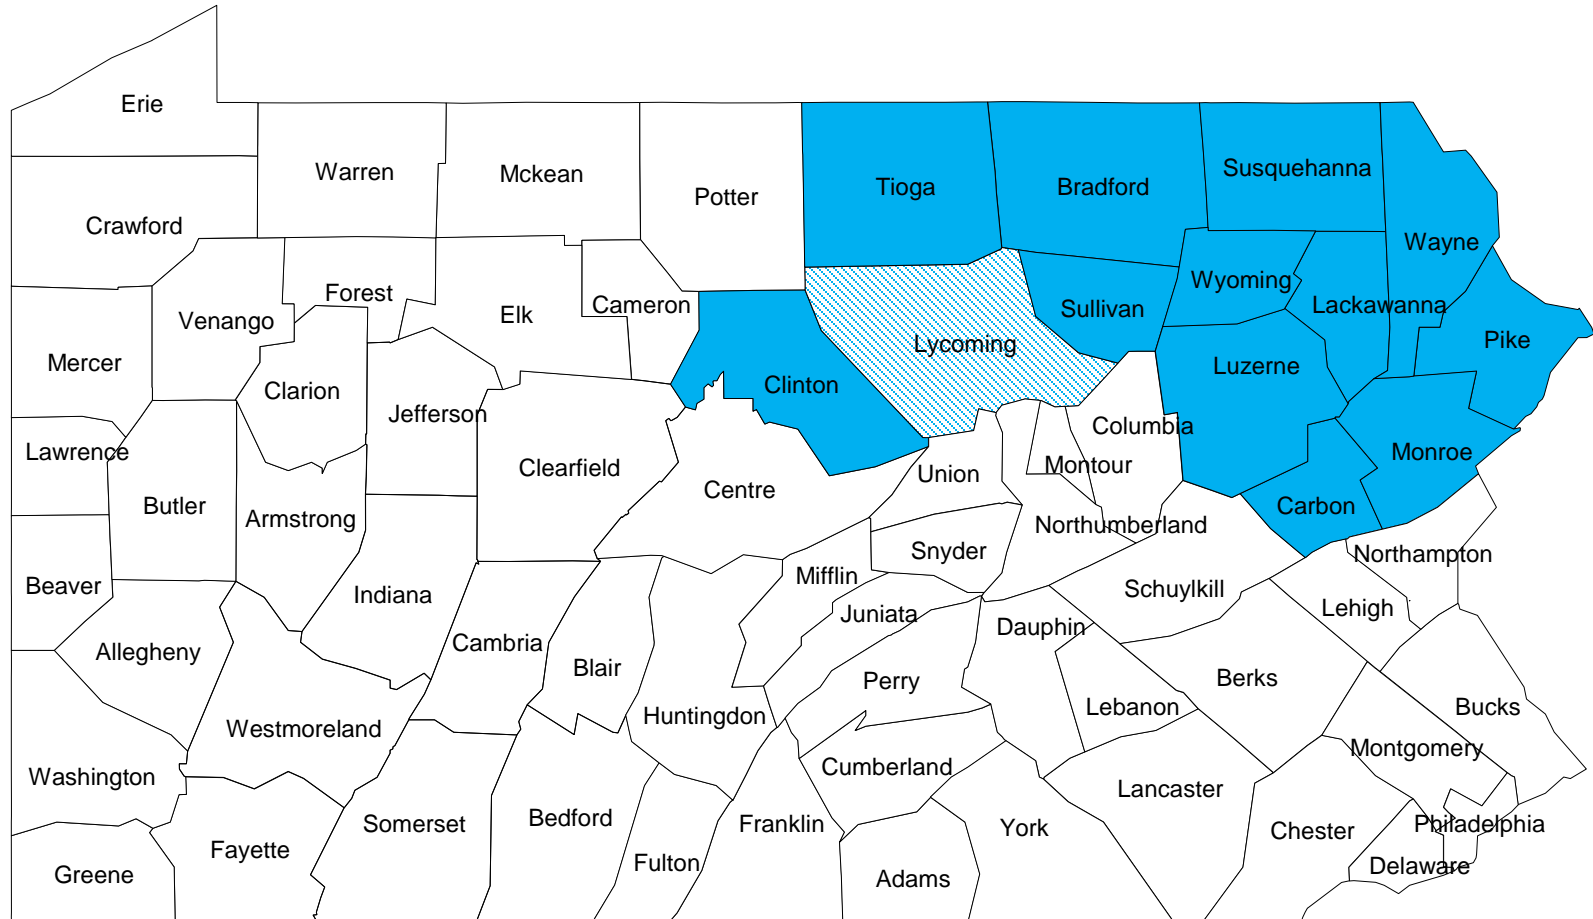 Erie
Warren
Mckean
Potter
Tioga
Bradford
Susquehanna
Wayne
Crawford
Forest
Venango
Elk
Cameron
Wyoming
Sullivan
Lackawanna
Pike
Mercer
Clarion
Jefferson
Clinton
Lycoming
Luzerne
Lawrence
Columbia
Monroe
Butler
Armstrong
Clearfield
Centre
Union
Montour
Carbon
Beaver
Indiana
Mifflin
Snyder
Northumberland
Northampton
Allegheny
Cambria
Blair
Juniata
Dauphin
Schuylkill
Lehigh
Westmoreland
Huntingdon
Perry
Lebanon
Berks
Bucks
Washington
Cumberland
Lancaster
Montgomery
Greene
Fayette
Somerset
Bedford
Fulton
Franklin
Adams
York
Chester
Philadelphia
Delaware